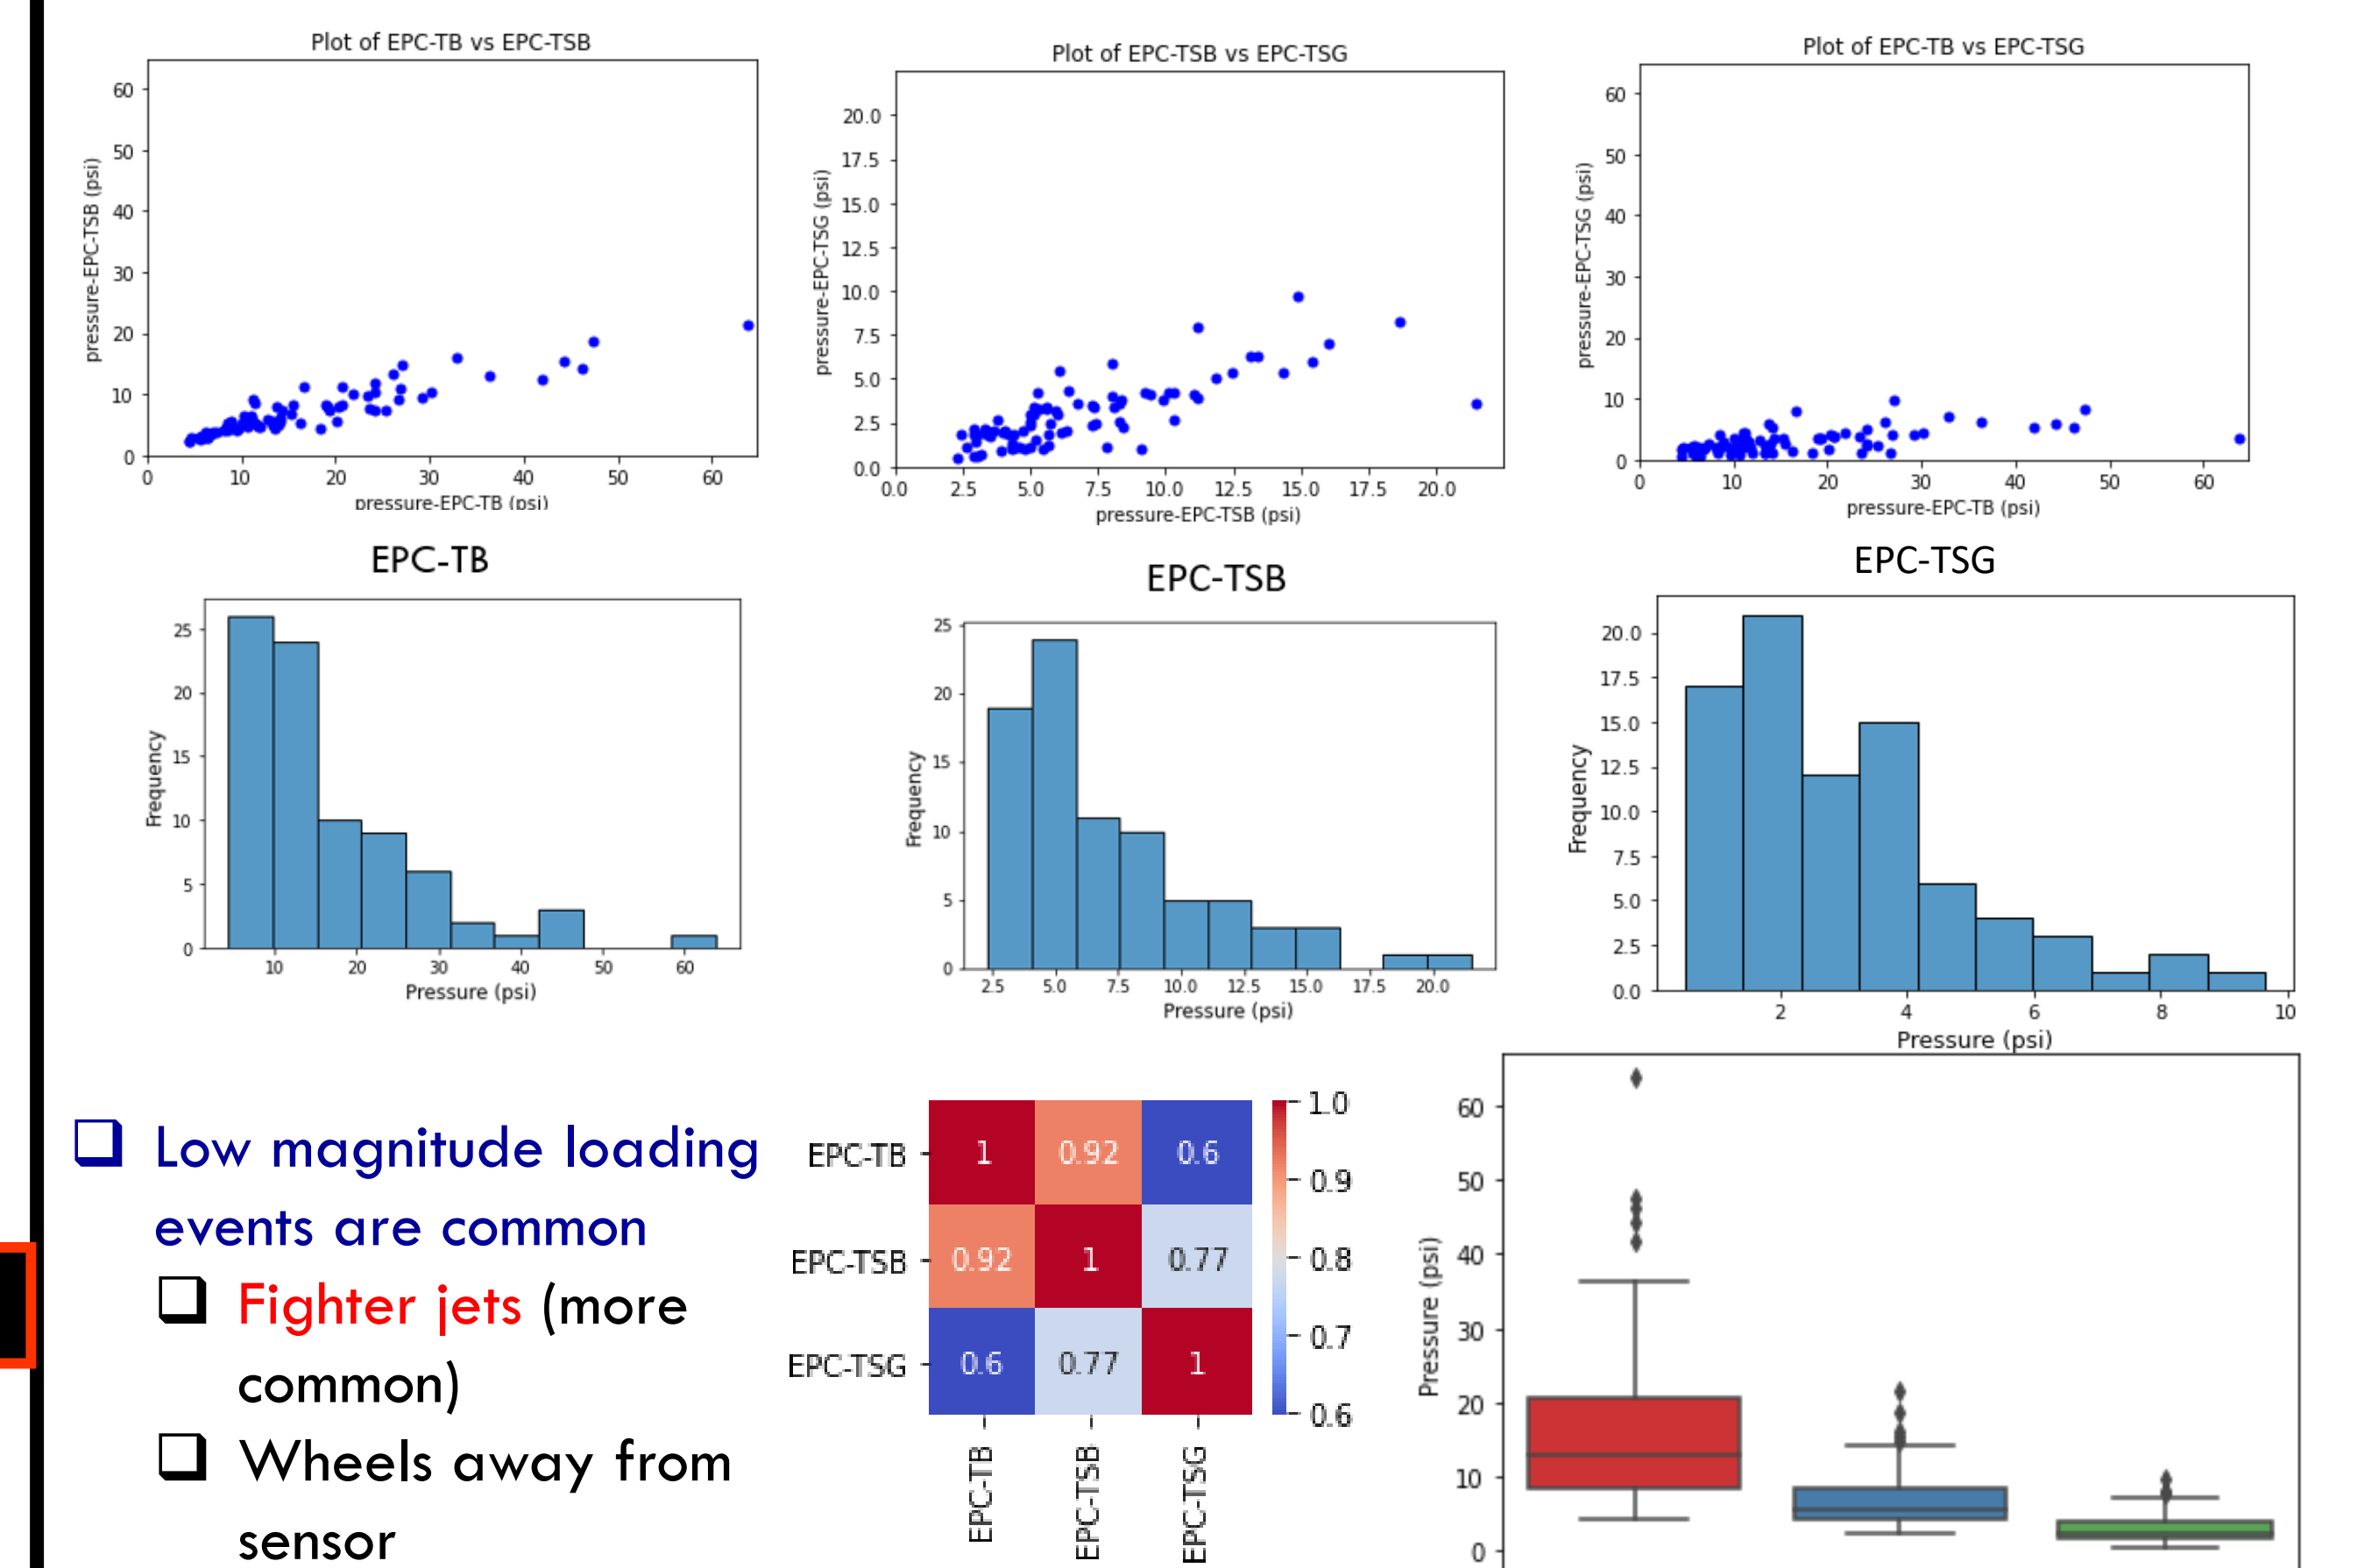 Plot of EPC-TB vs EPC-TSB
60
50
40
30
20
10
0
pressure-EPC-TSB (psi)
0 10 20 30 40 50 60
pressure-EPC-TB (psi)
Plot of EPC-TSB vs EPC-TSG
20.0
17.5
15.0
12.5
10.0
7.5
5.0
2.5
0.0
pressure-EPC-TSG (psi)
0.0 2.5 5.0 7.5 10.0 12.5 15.0 17.5 20.0
pressure-EPC-TSB (psi)
Plot of EPC-TB vs EPC-TSG
60
50
40
30
20
10
0
pressure-EPC-TSG (psi)
0 10 20 30 40 50 60
pressure-EPC-TB (psi)
EPC-TB
25
20
15
10
5
0
Frequency
10 20 30 40 50 60
Pressure (psi)
EPC-TSB
25
20
15
10
5
0
Frequency
2.5 5.0 7.5 10.0 12.5 15.0 17.5 20.0
Pressure (psi)
EPC-TSG
20.0
17.5
15.0
12.5
10.0
7.5
5.0
2.5
0.0
Frequency
2 4 6 8 10
Pressure (psi)
Low magnitude loading
events are common
Fighter jets (more
common)
Wheels away from
sensor
EPC-TB 1 0.92 0.6
EPC-TSB 0.92 1 0.77
EPC-TSG 0.6 0.77 1
EPC-TB EPC-TSB EPC-TSG
1.0
0.9
0.8
0.7
0.6
60
50
40
30
20
10
0
Pressure (psi)